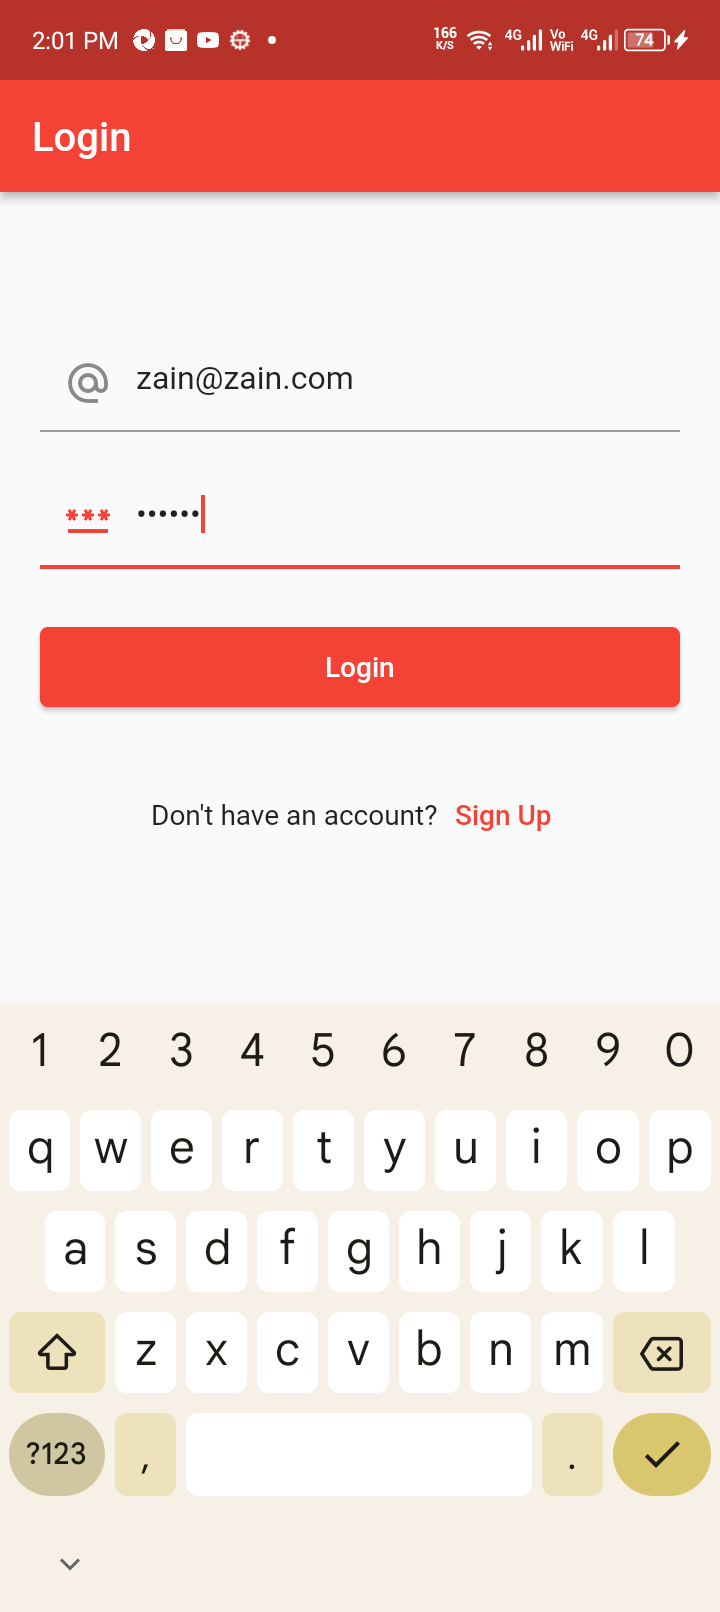 2:01 PM 166 K/S 4G Vo WiFi 4G 74
Login
zain@zain.com
***  ••••••
Login
Don't have an account? Sign Up
1 2 3 4 5 6 7 8 9 0
q w e r t y u i o p
a s d f g h j k l
z x c v b n m
?123 , .